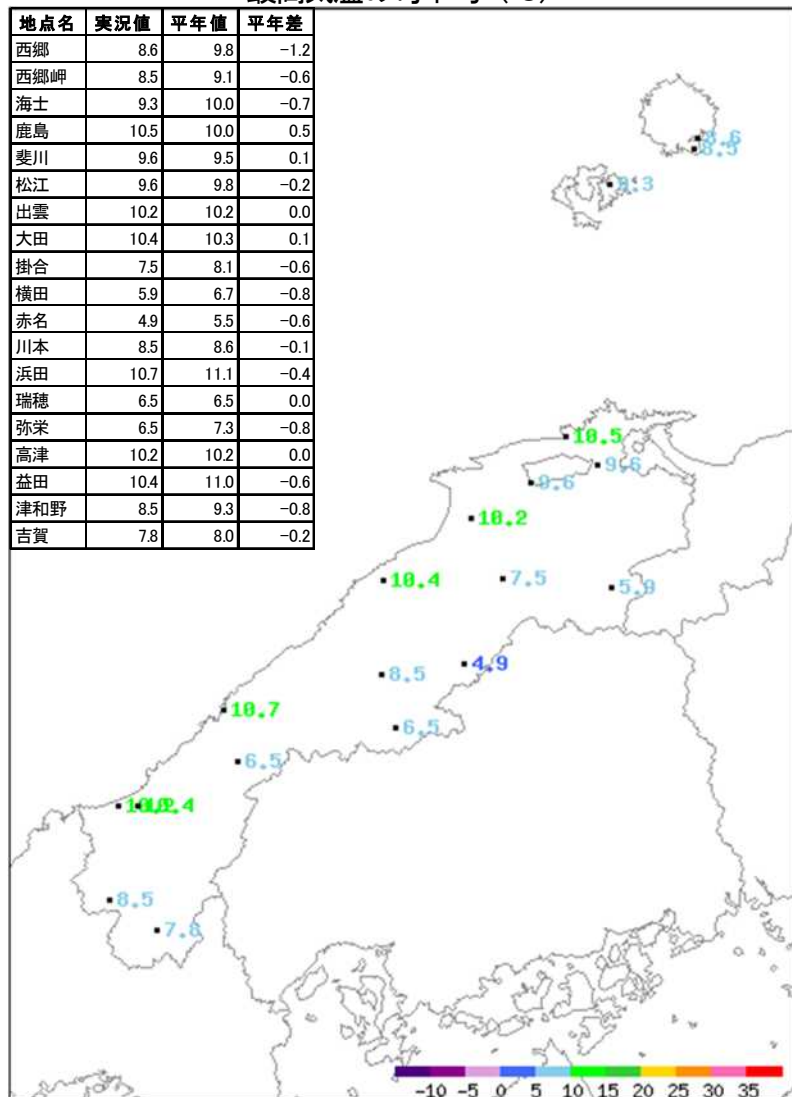 地点名 実況値 平年値 平年差
西郷 8.6 9.8 -1.2
西郷岬 8.5 9.1 -0.6
海士 9.3 10.0 -0.7
鹿島 10.5 10.0 0.5
斐川 9.6 9.5 0.1
松江 9.6 9.8 -0.2
出雲 10.2 10.2 0.0
大田 10.4 10.3 0.1
掛合 7.5 8.1 -0.6
横田 5.9 6.7 -0.8
赤名 4.9 5.5 -0.6
川本 8.5 8.6 -0.1
浜田 10.7 11.1 -0.4
瑞穂 6.5 6.5 0.0
弥栄 6.5 7.3 -0.8
高津 10.2 10.2 0.0
益田 10.4 11.0 -0.6
津和野 8.5 9.3 -0.8
吉賀 7.8 8.0 -0.2
8.6
8.5
9.3
10.5
9.6
9.6
10.2
10.4
7.5
5.9
4.9
8.5
10.7
6.5
6.5
10.2
10.4
8.5
7.8
-10 -5 0 5 10 15 20 25 30 35